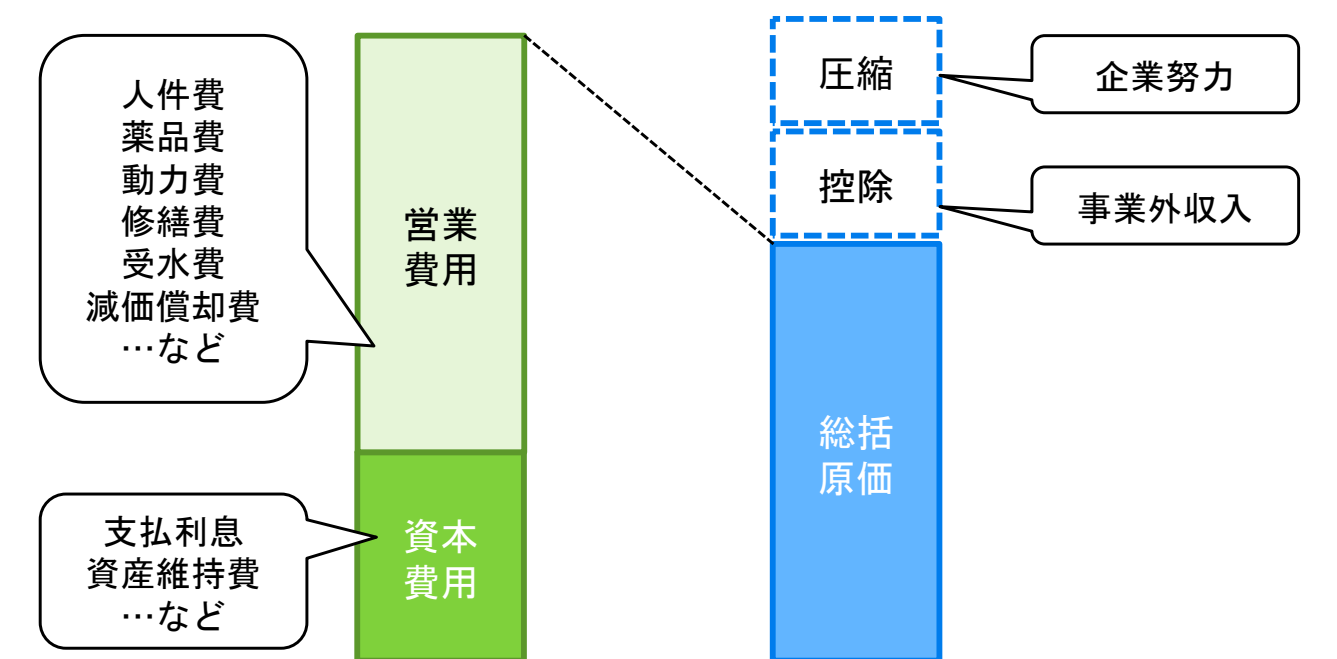 人件費
薬品費
動力費
修繕費
受水費
減価償却費
…など
支払利息
資産維持費
…など
営業
費用
資本
費用
圧縮
控除
総括
原価
企業努力
事業外収入